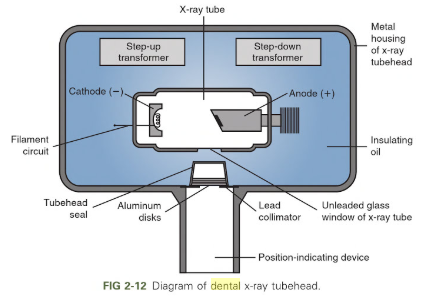 X-ray tube
Metal
housing
of x-ray
tubehead
Step-up
transformer
Step-down
transformer
Cathode (−)
Anode (+)
Filament
circuit
Insulating
oil
Tubehead
seal
Aluminum
disks
Lead
collimator
Unleaded glass
window of x-ray tube
Position-indicating device
FIG 2-12 Diagram of dental x-ray tubehead.